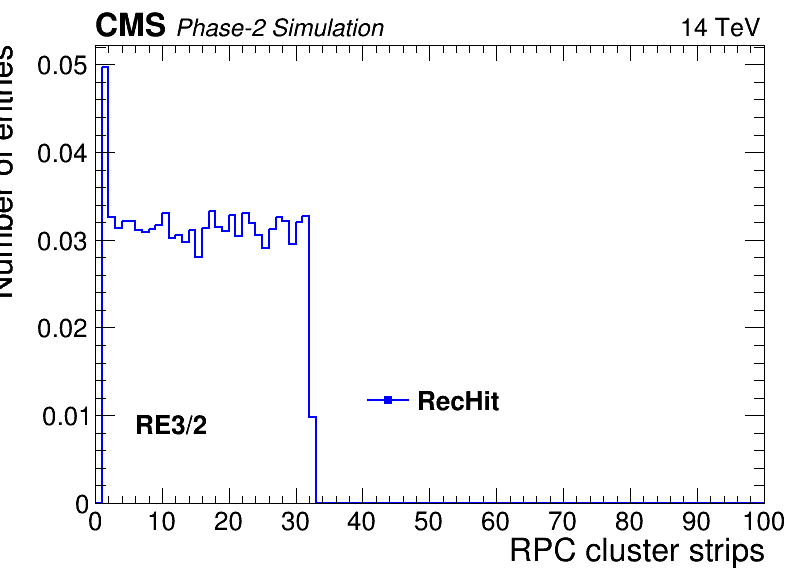 CMS Phase-2 Simulation 14 TeV
Number of entries
0.05
0.04
0.03
0.02
0.01
0
RecHit
RE3/2
0 10 20 30 40 50 60 70 80 90 100
RPC cluster strips